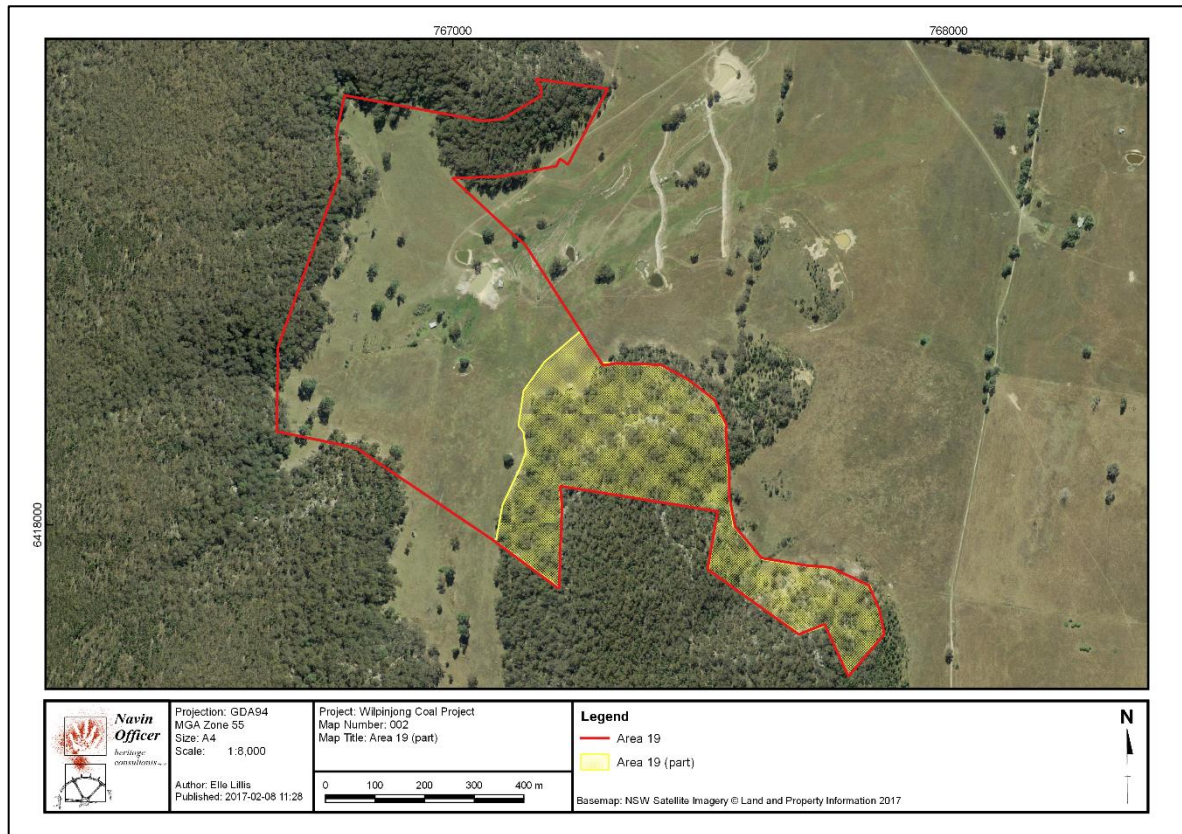 767000
768000
6418000
Navin
Officer
heritage
consultants
Projection: GDA94
MGA Zone 55
Size: A4
Scale: 1:8,000
Author: Elle Lillis
Published: 2017-02-08 11:28
Project: Wilpinjong Coal Project
Map Number: 002
Map Title: Area 19 (part)
0 100 200 300 400 m
Legend
Area 19
Area 19 (part)
N
Basemap: NSW Satellite Imagery © Land and Property Information 2017